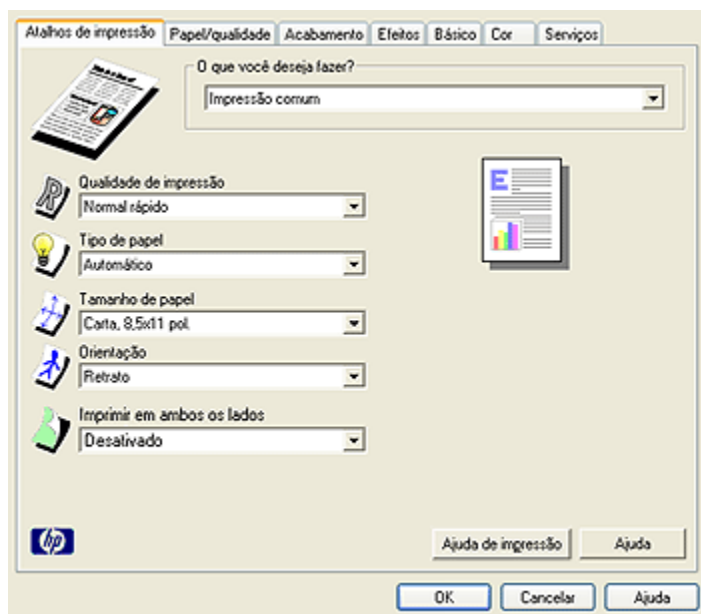 Atalhos de impressão
Papel/qualidade
Acabamento
Efeitos
Básico
Cor
Serviços
O que você deseja fazer?
Impressão comum
Qualidade de impressão
Normal rápido
Tipo de papel
Automático
Tamanho de papel
Carta, 8,5x11 pol.
Orientação
Retrato
Imprimir em ambos os lados
Desativado
hp
Ajuda de impressão
Ajuda
OK
Cancelar
Ajuda